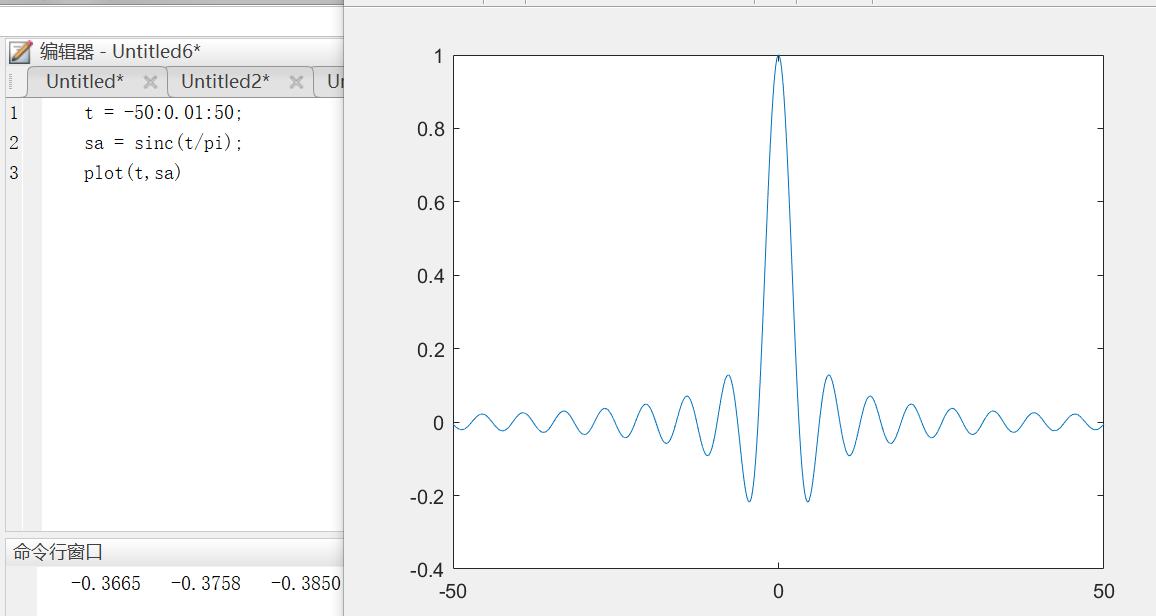 编辑器 - Untitled6*
Untitled* Untitled2*
1 t = -50:0.01:50;
2 sa = sinc(t/pi);
3 plot(t,sa)
命令行窗口
-0.3665 -0.3758 -0.3850
1
0.8
0.6
0.4
0.2
0
-0.2
-0.4
-50 0 50